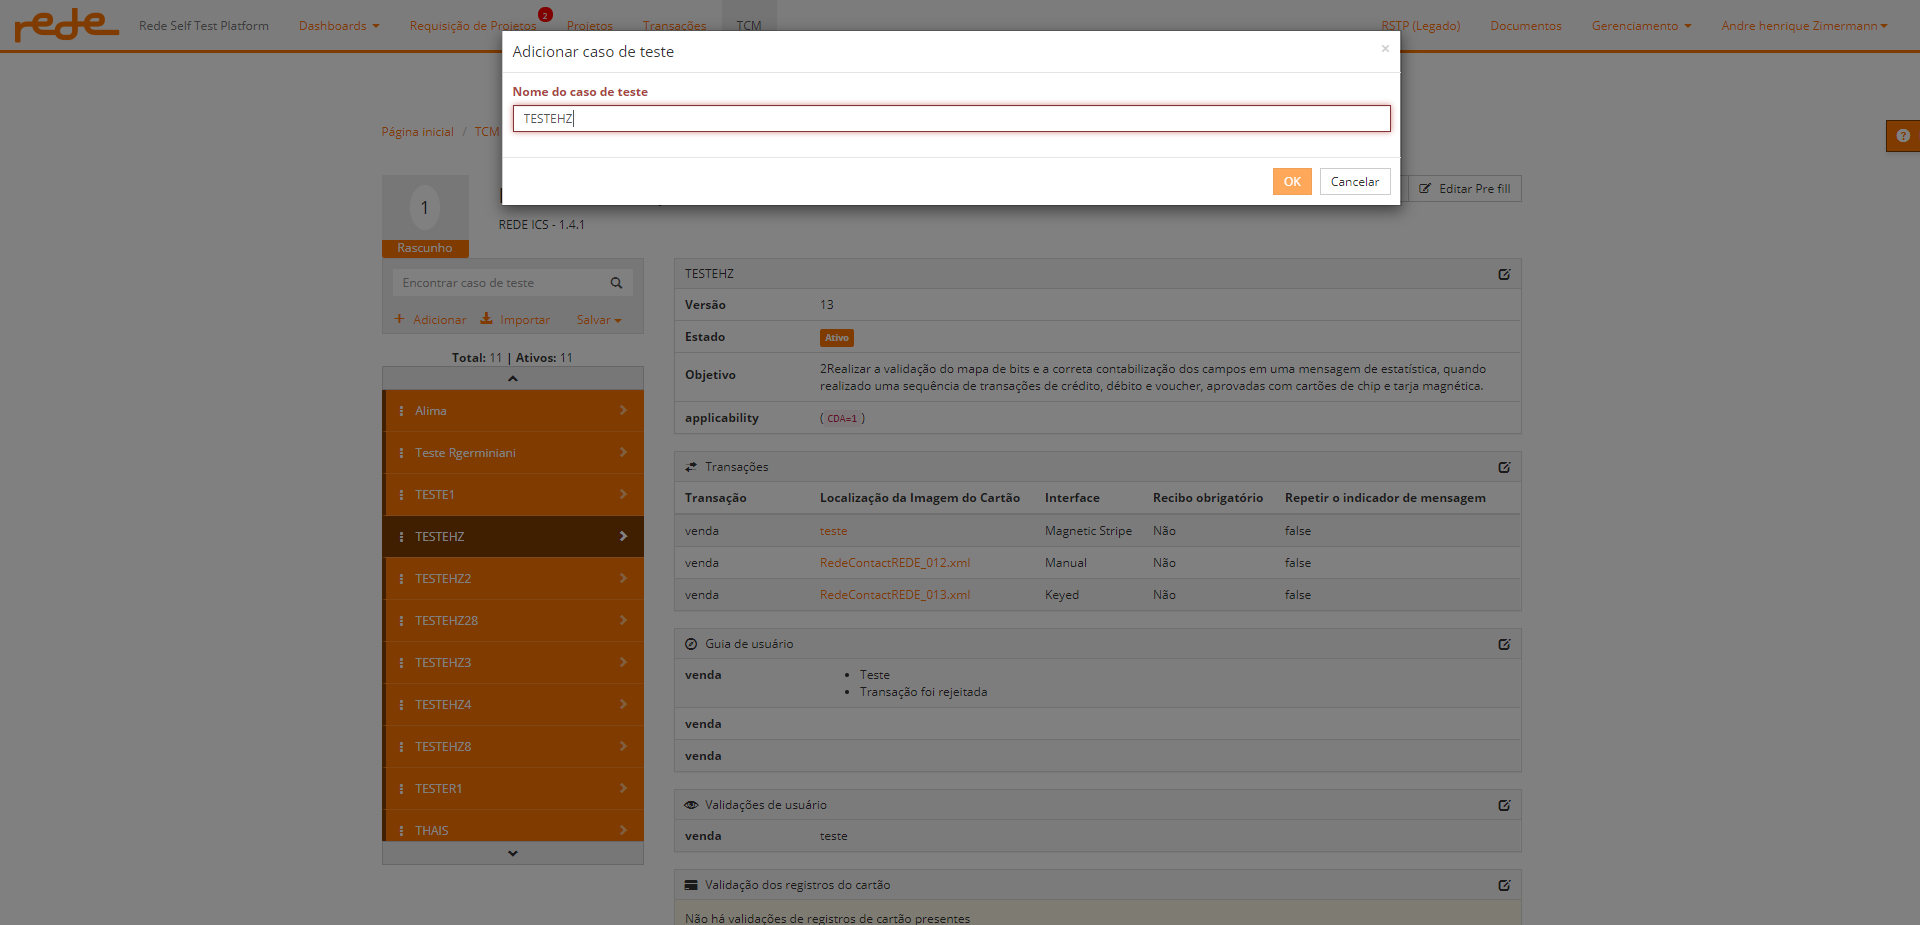 rede Rede Self Test Platform Dashboards Requisição de Projetos 2 Projetos Transações TCM RSTP (Legado) Documentos Gerenciamento Andre henrique Zimermann
Adicionar caso de teste ×
Nome do caso de teste
TESTEHZ
OK Cancelar
Página inicial / TCM
1
Rascunho
REDE ICS - 1.4.1
Editar Pre fill
Encontrar caso de teste
+ Adicionar Importar Salvar
Total: 11 | Ativos: 11
Alima
Teste Rgerminiani
TESTE1
TESTEHZ
TESTEHZ2
TESTEHZ28
TESTEHZ3
TESTEHZ4
TESTEHZ8
TESTER1
THAIS
TESTEHZ
Versão 13
Estado Ativo
Objetivo 2Realizar a validação do mapa de bits e a correta contabilização dos campos em uma mensagem de estatística, quando
realizado uma sequência de transações de crédito, débito e voucher, aprovadas com cartões de chip e tarja magnética.
applicability ( CDA=1 )
Transações
Transação Localização da Imagem do Cartão Interface Recibo obrigatório Repetir o indicador de mensagem
venda teste Magnetic Stripe Não false
venda RedeContactREDE_012.xml Manual Não false
venda RedeContactREDE_013.xml Keyed Não false
Guia de usuário
venda • Teste
• Transação foi rejeitada
venda
venda
Validações de usuário
venda teste
Validação dos registros do cartão
Não há validações de registros de cartão presentes